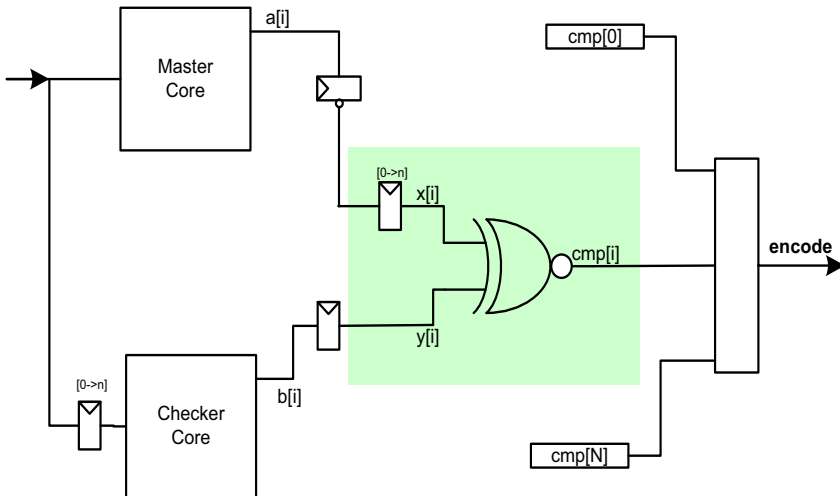 a[i]
cmp[0]
Master
Core
[0->n]
x[i]
encode
cmp[i]
y[i]
[0->n]
b[i]
Checker
Core
cmp[N]